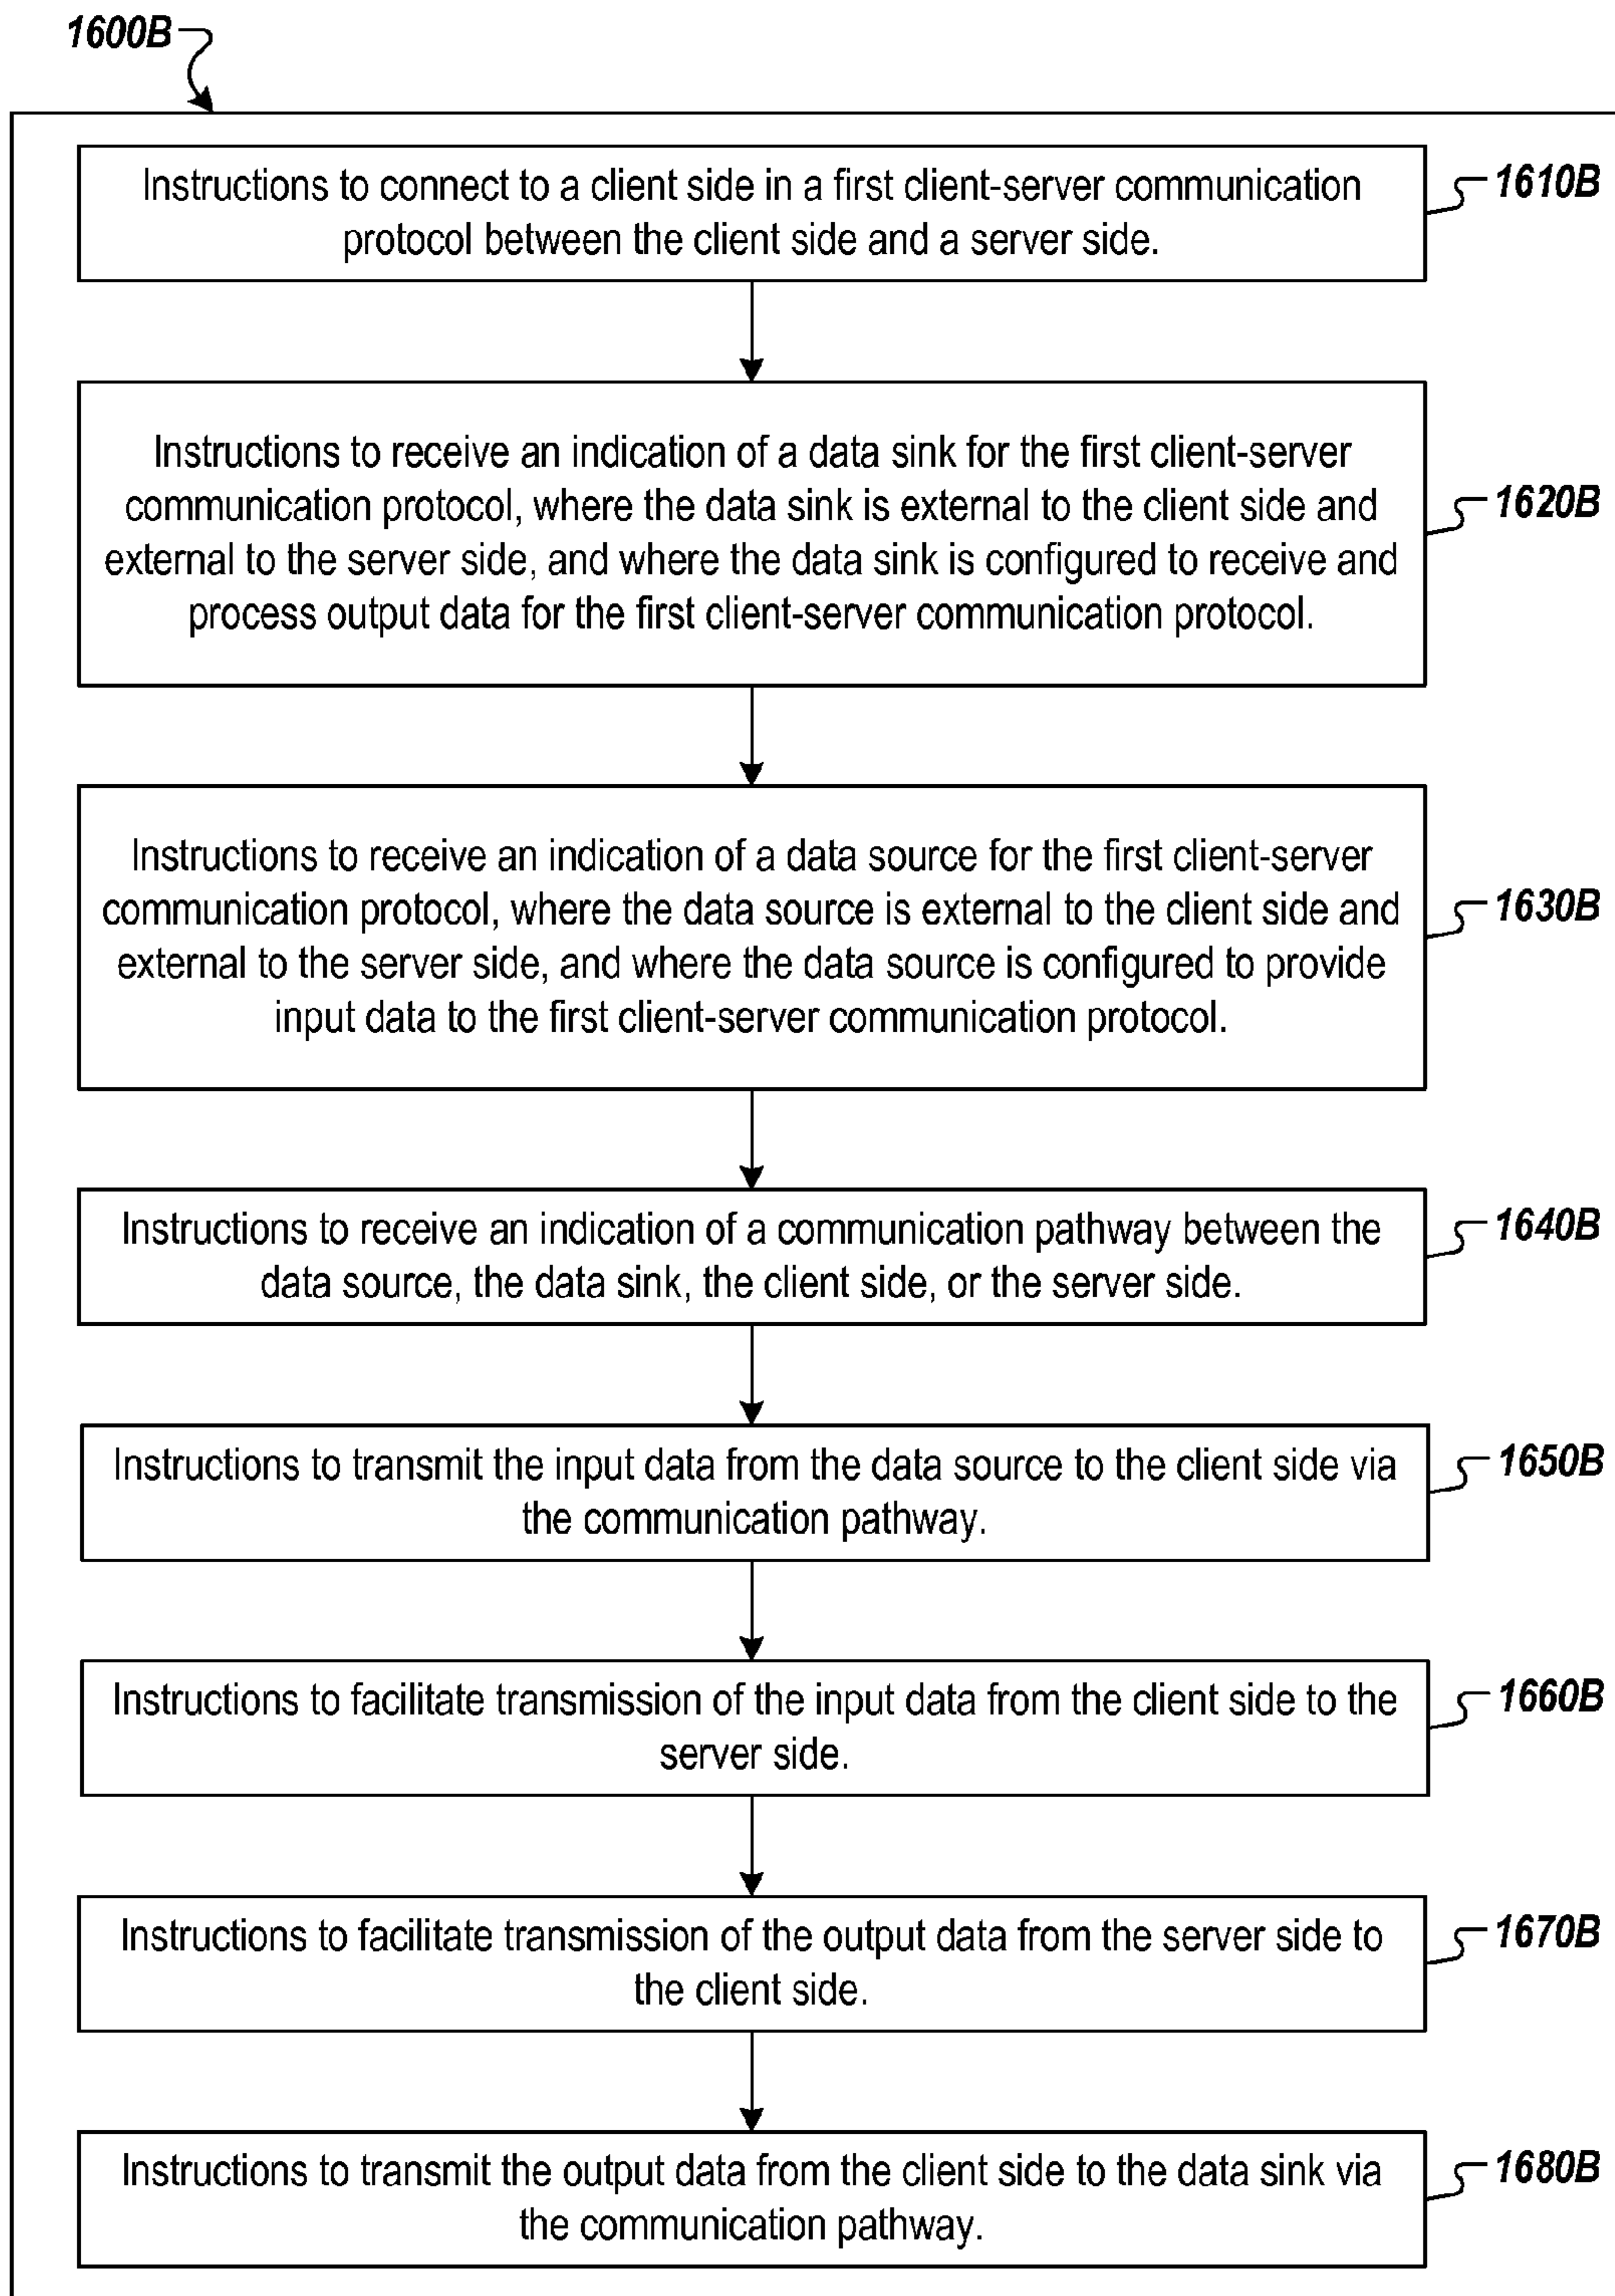 1600B
Instructions to connect to a client side in a first client-server communication
protocol between the client side and a server side.
1610B
Instructions to receive an indication of a data sink for the first client-server
communication protocol, where the data sink is external to the client side and
external to the server side, and where the data sink is configured to receive and
process output data for the first client-server communication protocol.
1620B
Instructions to receive an indication of a data source for the first client-server
communication protocol, where the data source is external to the client side and
external to the server side, and where the data source is configured to provide
input data to the first client-server communication protocol.
1630B
Instructions to receive an indication of a communication pathway between the
data source, the data sink, the client side, or the server side.
1640B
Instructions to transmit the input data from the data source to the client side via
the communication pathway.
1650B
Instructions to facilitate transmission of the input data from the client side to the
server side.
1660B
Instructions to facilitate transmission of the output data from the server side to
the client side.
1670B
Instructions to transmit the output data from the client side to the data sink via
the communication pathway.
1680B